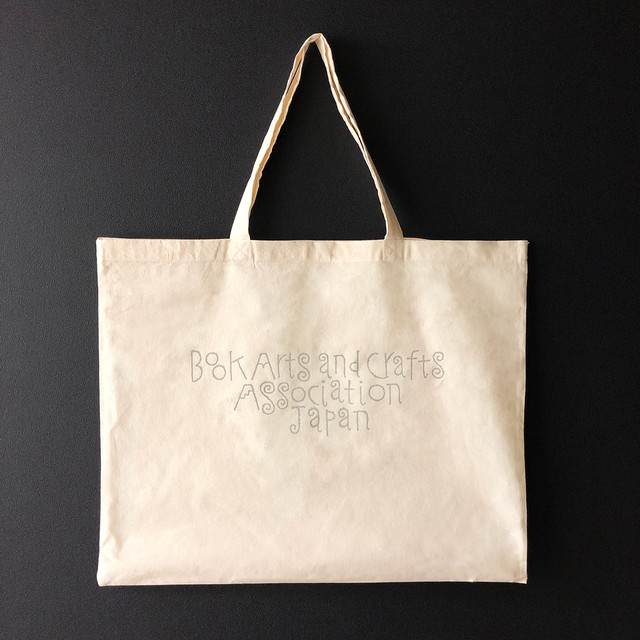 Book Arts and Crafts
Association
Japan